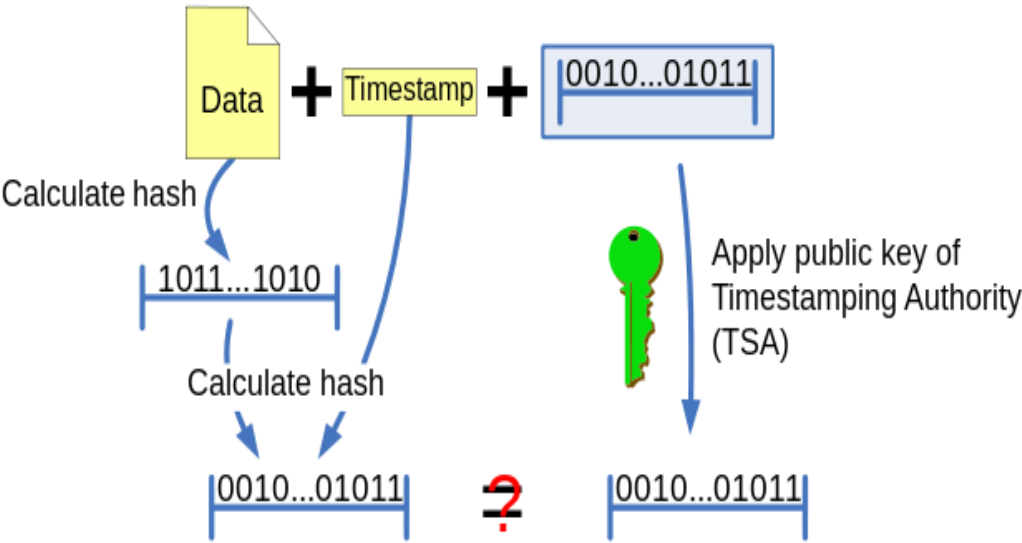 Data
+
Timestamp
+
0010...01011
Calculate hash
1011...1010
Apply public key of
Timestamping Authority
(TSA)
Calculate hash
0010...01011
=
?
0010...01011